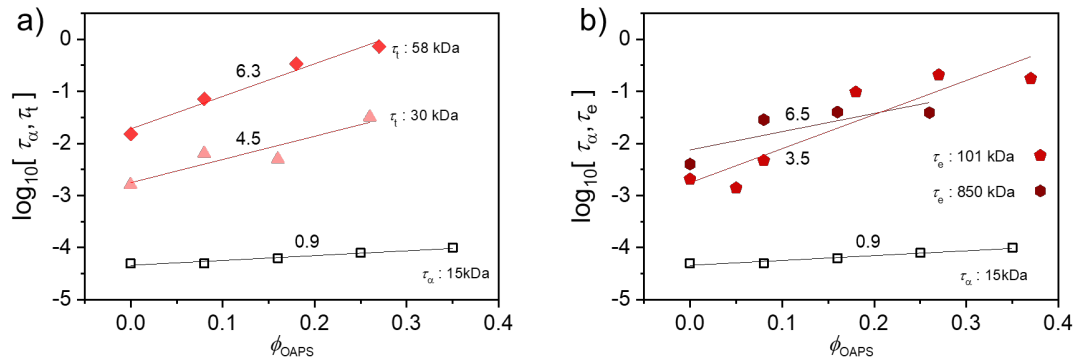 a)
log₁₀[ τα, τt ]
0
-1
-2
-3
-4
-5
0.0 0.1 0.2 0.3 0.4
ϕOAPS
6.3
τt : 58 kDa
4.5
τt : 30 kDa
0.9
τα : 15kDa
b)
log₁₀[ τα, τe ]
0
-1
-2
-3
-4
-5
0.0 0.1 0.2 0.3 0.4
ϕOAPS
6.5
3.5
τe : 101 kDa
τe : 850 kDa
0.9
τα : 15kDa